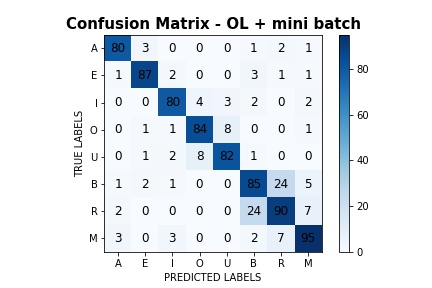 Confusion Matrix - OL + mini batch
A 80 3 0 0 0 1 2 1
E 1 87 2 0 0 3 1 1
I 0 0 80 4 3 2 0 2
O 0 1 1 84 8 0 0 1
U 0 1 2 8 82 1 0 0
B 1 2 1 0 0 85 24 5
R 2 0 0 0 0 24 90 7
M 3 0 3 0 0 2 7 95
A E I O U B R M
TRUE LABELS
PREDICTED LABELS
80
60
40
20
0